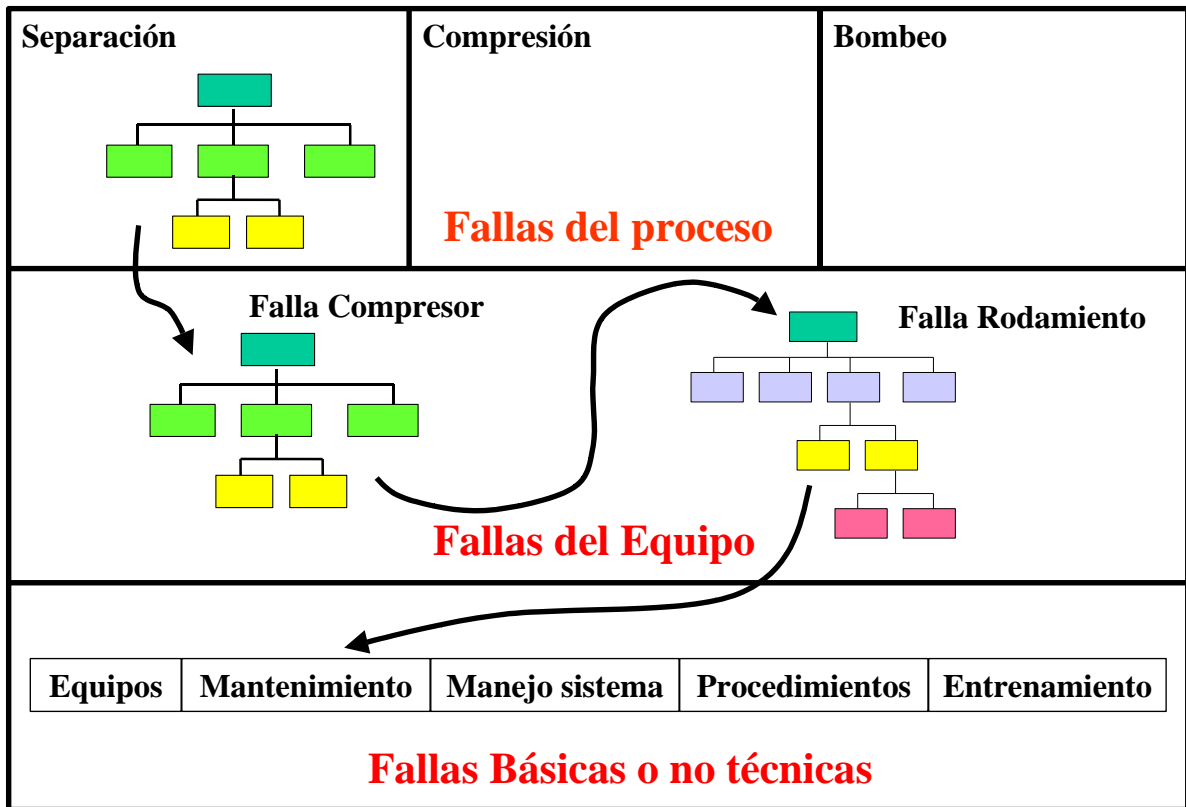 Separación
Compresión
Bombeo
Fallas del proceso
Falla Compresor
Falla Rodamiento
Fallas del Equipo
Equipos
Mantenimiento
Manejo sistema
Procedimientos
Entrenamiento
Fallas Básicas o no técnicas